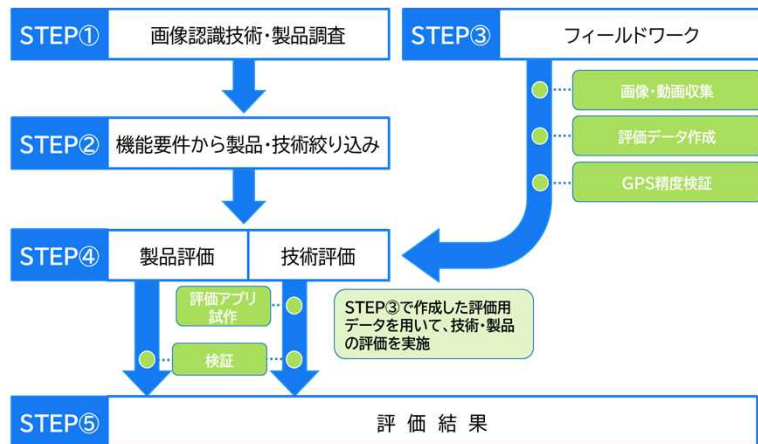 STEP① 画像認識技術・製品調査
STEP③ フィールドワーク
画像・動画収集
評価データ作成
GPS精度検証
STEP② 機能要件から製品・技術絞り込み
STEP④ 製品評価 技術評価
評価アプリ
試作
検証
STEP③で作成した評価用
データを用いて、技術・製品
の評価を実施
STEP⑤ 評価結果